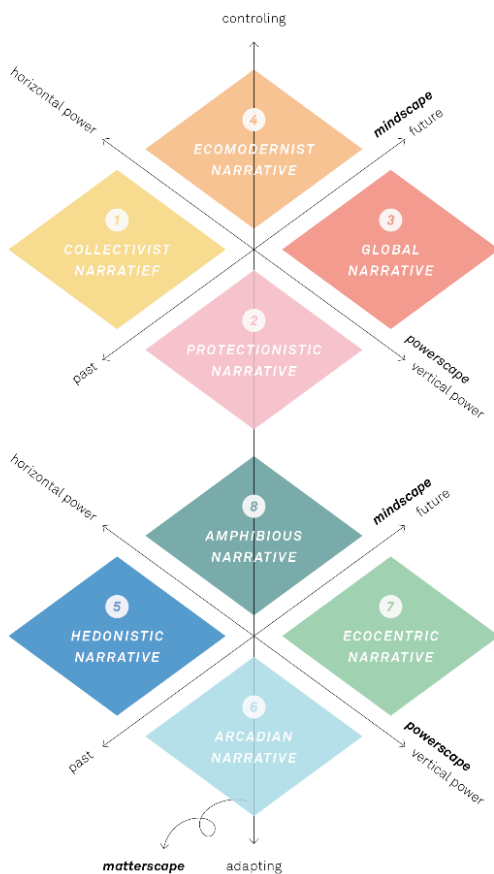 controling
horizontal power
mindscape
future
4
ECOMODERNIST
NARRATIVE
1
COLLECTIVIST
NARRATIEF
3
GLOBAL
NARRATIVE
2
PROTECTIONISTIC
NARRATIVE
past
powerscape
vertical power
horizontal power
mindscape
future
8
AMPHIBIOUS
NARRATIVE
5
HEDONISTIC
NARRATIVE
7
ECOCENTRIC
NARRATIVE
6
ARCADIAN
NARRATIVE
past
powerscape
vertical power
matterscape
adapting